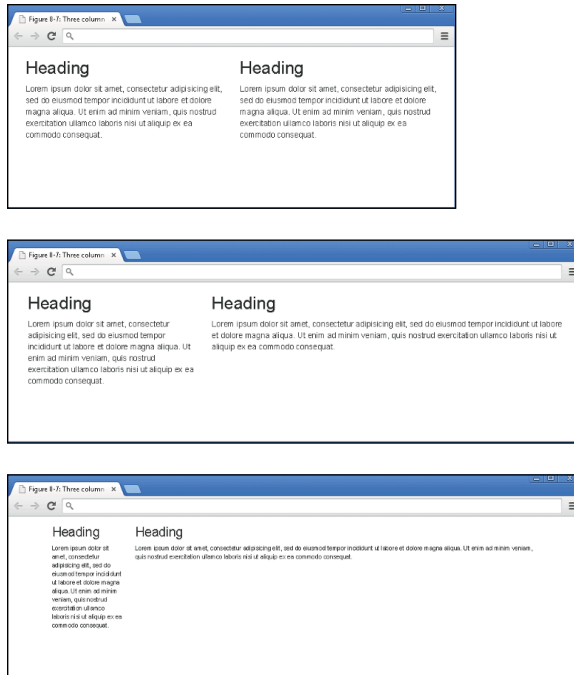 Figure 8-7: Three column
Heading
Lorem ipsum dolor sit amet, consectetur adipisicing elit,
sed do eiusmod tempor incididunt ut labore et dolore
magna aliqua. Ut enim ad minim veniam, quis nostrud
exercitation ullamco laboris nisi ut aliquip ex ea
commodo consequat.
Heading
Lorem ipsum dolor sit amet, consectetur adipisicing elit,
sed do eiusmod tempor incididunt ut labore et dolore
magna aliqua. Ut enim ad minim veniam, quis nostrud
exercitation ullamco laboris nisi ut aliquip ex ea
commodo consequat.
Figure 8-7: Three column
Heading
Lorem ipsum dolor sit amet, consectetur
adipisicing elit, sed do eiusmod tempor
incididunt ut labore et dolore magna aliqua. Ut
enim ad minim veniam, quis nostrud
exercitation ullamco laboris nisi ut aliquip ex ea
commodo consequat.
Heading
Lorem ipsum dolor sit amet, consectetur adipisicing elit, sed do eiusmod tempor incididunt ut labore
et dolore magna aliqua. Ut enim ad minim veniam, quis nostrud exercitation ullamco laboris nisi ut
aliquip ex ea commodo consequat.
Figure 8-7: Three column
Heading
Lorem ipsum dolor sit
amet, consectetur
adipisicing elit, sed do
eiusmod tempor incididunt
ut labore et dolore magna
aliqua. Ut enim ad minim
veniam, quis nostrud
exercitation ullamco
laboris nisi ut aliquip ex ea
commodo consequat.
Heading
Lorem ipsum dolor sit amet, consectetur adipisicing elit, sed do eiusmod tempor incididunt ut labore et dolore magna aliqua. Ut enim ad minim veniam,
quis nostrud exercitation ullamco laboris nisi ut aliquip ex ea commodo consequat.